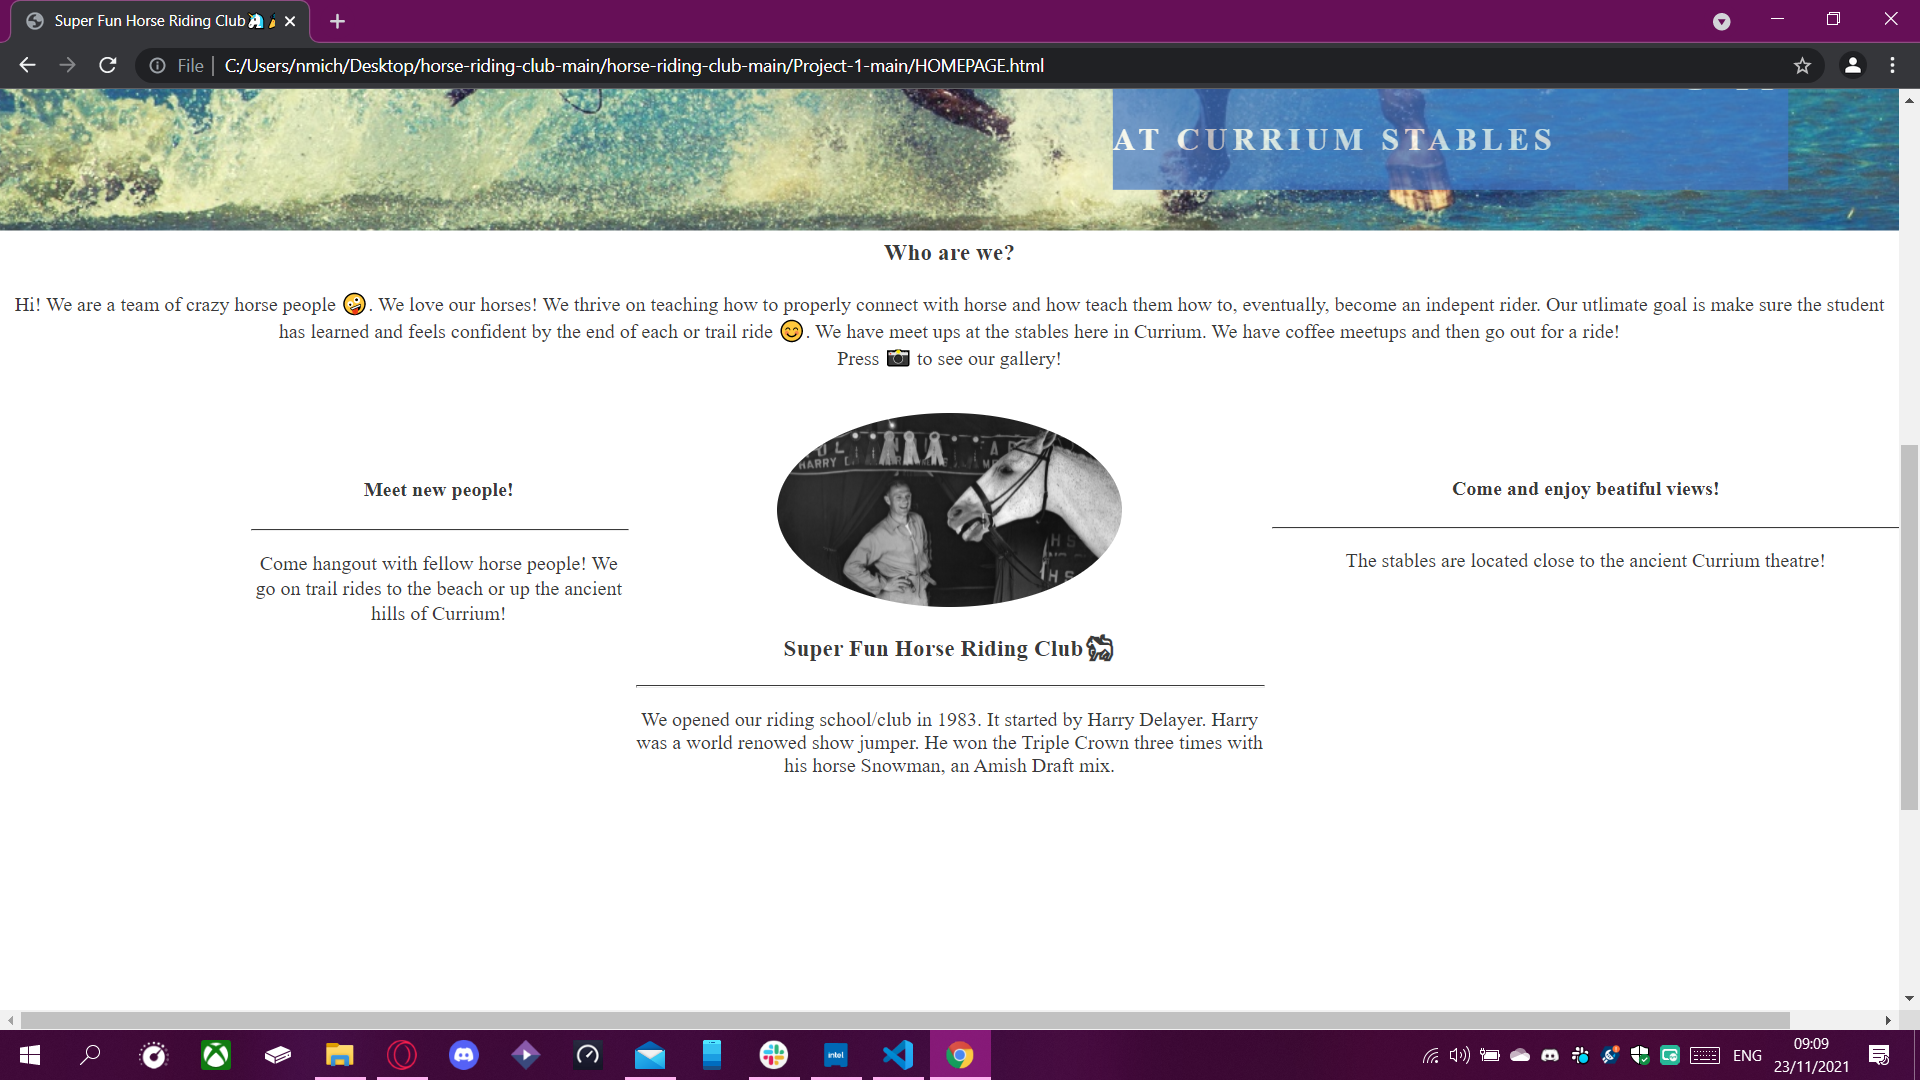 Super Fun Horse Riding Club🦄
File | C:/Users/nmich/Desktop/horse-riding-club-main/horse-riding-club-main/Project-1-main/HOMEPAGE.html
AT CURRIUM STABLES
Who are we?
Hi! We are a team of crazy horse people 🤪. We love our horses! We thrive on teaching how to properly connect with horse and how teach them how to, eventually, become an indepent rider. Our utlimate goal is make sure the student
has learned and feels confident by the end of each or trail ride 😊. We have meet ups at the stables here in Currium. We have coffee meetups and then go out for a ride!
Press 📷 to see our gallery!
HARRY
Meet new people!
Come hangout with fellow horse people! We
go on trail rides to the beach or up the ancient
hills of Currium!
Super Fun Horse Riding Club🐎
We opened our riding school/club in 1983. It started by Harry Delayer. Harry
was a world renowed show jumper. He won the Triple Crown three times with
his horse Snowman, an Amish Draft mix.
Come and enjoy beatiful views!
The stables are located close to the ancient Currium theatre!
intel
ENG
09:09
23/11/2021